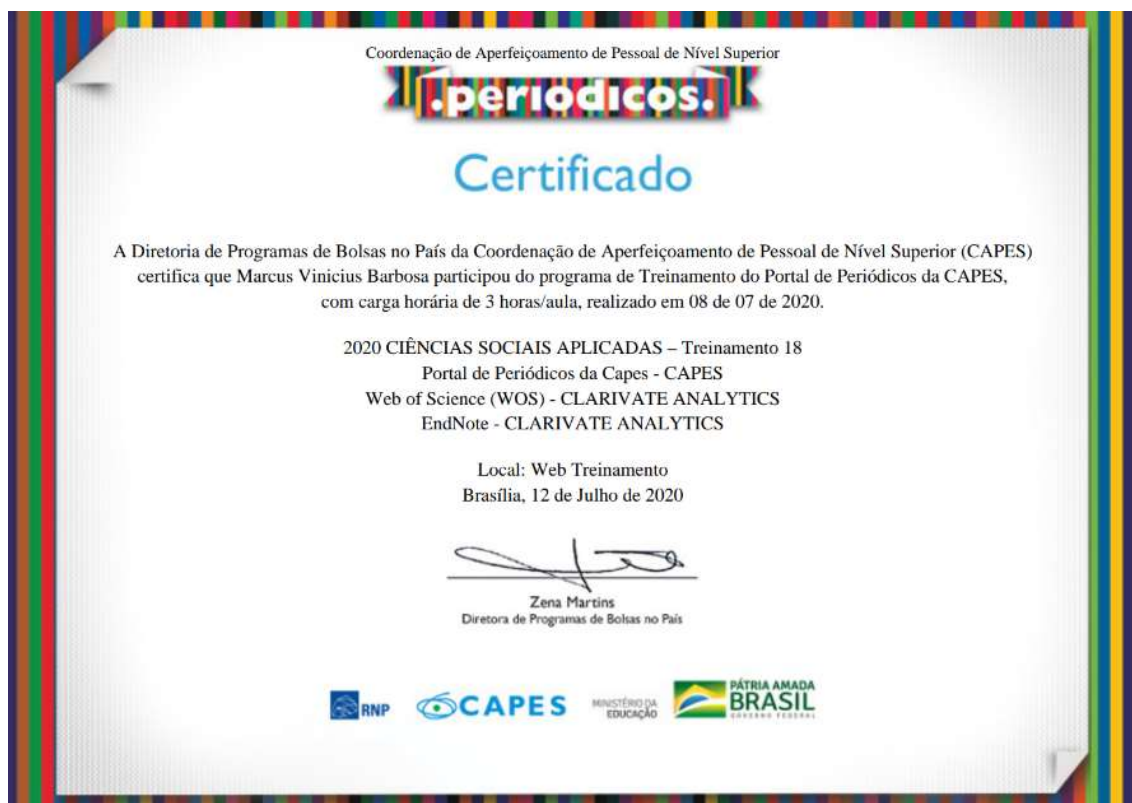 Coordenação de Aperfeiçoamento de Pessoal de Nível Superior
.periodicos.
Certificado
A Diretoria de Programas de Bolsas no País da Coordenação de Aperfeiçoamento de Pessoal de Nível Superior (CAPES)
certifica que Marcus Vinicius Barbosa participou do programa de Treinamento do Portal de Periódicos da CAPES,
com carga horária de 3 horas/aula, realizado em 08 de 07 de 2020.
2020 CIÊNCIAS SOCIAIS APLICADAS – Treinamento 18
Portal de Periódicos da Capes - CAPES
Web of Science (WOS) - CLARIVATE ANALYTICS
EndNote - CLARIVATE ANALYTICS
Local: Web Treinamento
Brasília, 12 de Julho de 2020
Zena Martins
Diretora de Programas de Bolsas no País
RNP
CAPES
MINISTÉRIO DA
EDUCAÇÃO
PÁTRIA AMADA
BRASIL
GOVERNO FEDERAL